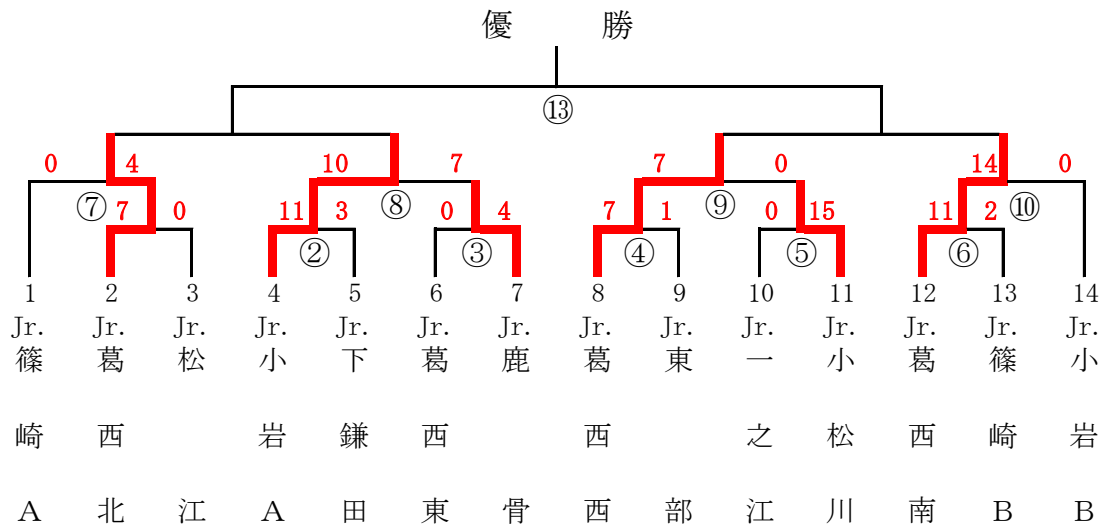 優 勝
⑬
0 4 10 7 7 0 14 0
⑦ 7 0 11 3 ⑧ 0 4 7 1 ⑨ 0 15 11 2 ⑩
② ③ ④ ⑤ ⑥
1 2 3 4 5 6 7 8 9 10 11 12 13 14
Jr. Jr. Jr. Jr. Jr. Jr. Jr. Jr. Jr. Jr. Jr. Jr. Jr. Jr.
篠 葛 松 小 下 葛 鹿 葛 東 一 小 葛 篠 小
崎 西 岩 鎌 西 西 之 松 西 崎 岩
A 北 江 A 田 東 骨 西 部 江 川 南 B B